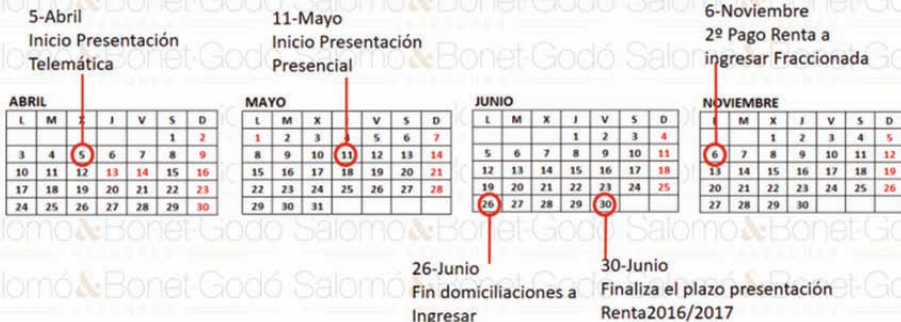 5-Abril
Inicio Presentación
Telemática
11-Mayo
Inicio Presentación
Presencial
6-Noviembre
2º Pago Renta a
ingresar Fraccionada
ABRIL
L M X J V S D
1 2
3 4 5 6 7 8 9
10 11 12 13 14 15 16
17 18 19 20 21 22 23
24 25 26 27 28 29 30
MAYO
L M X J V S D
1 2 3 4 5 6 7
8 9 10 11 12 13 14
15 16 17 18 19 20 21
22 23 24 25 26 27 28
29 30 31
JUNIO
L M X J V S D
1 2 3 4
5 6 7 8 9 10 11
12 13 14 15 16 17 18
19 20 21 22 23 24 25
26 27 28 29 30
NOVIEMBRE
L M X J V S D
1 2 3 4 5
6 7 8 9 10 11 12
13 14 15 16 17 18 19
20 21 22 23 24 25 26
27 28 29 30
26-Junio
Fin domiciliaciones a
Ingresar
30-Junio
Finaliza el plazo presentación
Renta2016/2017
Salomó&Bonet-Godó